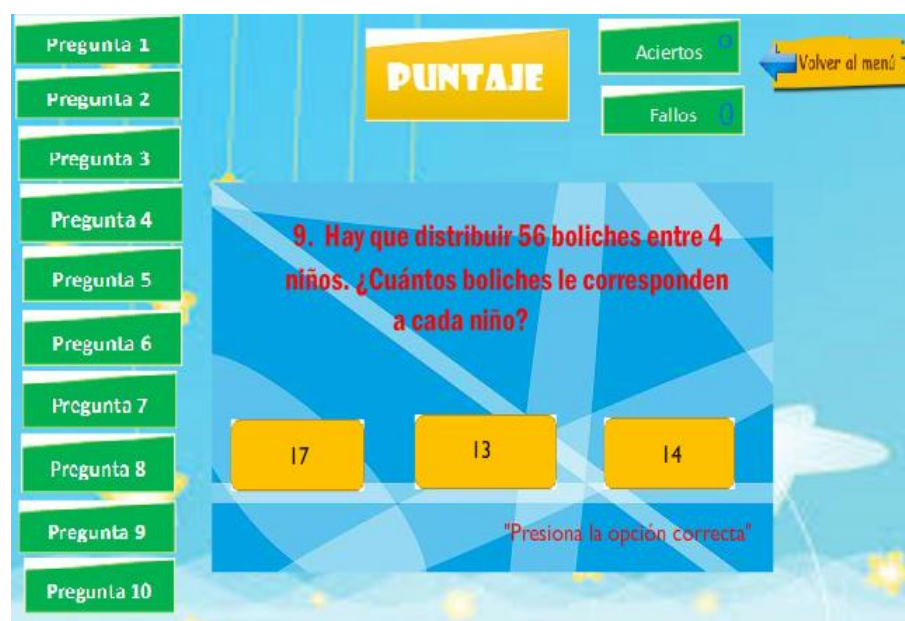 Pregunta 1
Pregunta 2
Pregunta 3
Pregunta 4
Pregunta 5
Pregunta 6
Pregunta 7
Pregunta 8
Pregunta 9
Pregunta 10
PUNTAJE
Aciertos 0
Fallos 0
Volver al menú
9. Hay que distribuir 56 boliches entre 4
niños. ¿Cuántos boliches le corresponden
a cada niño?
17
13
14
"Presiona la opción correcta"